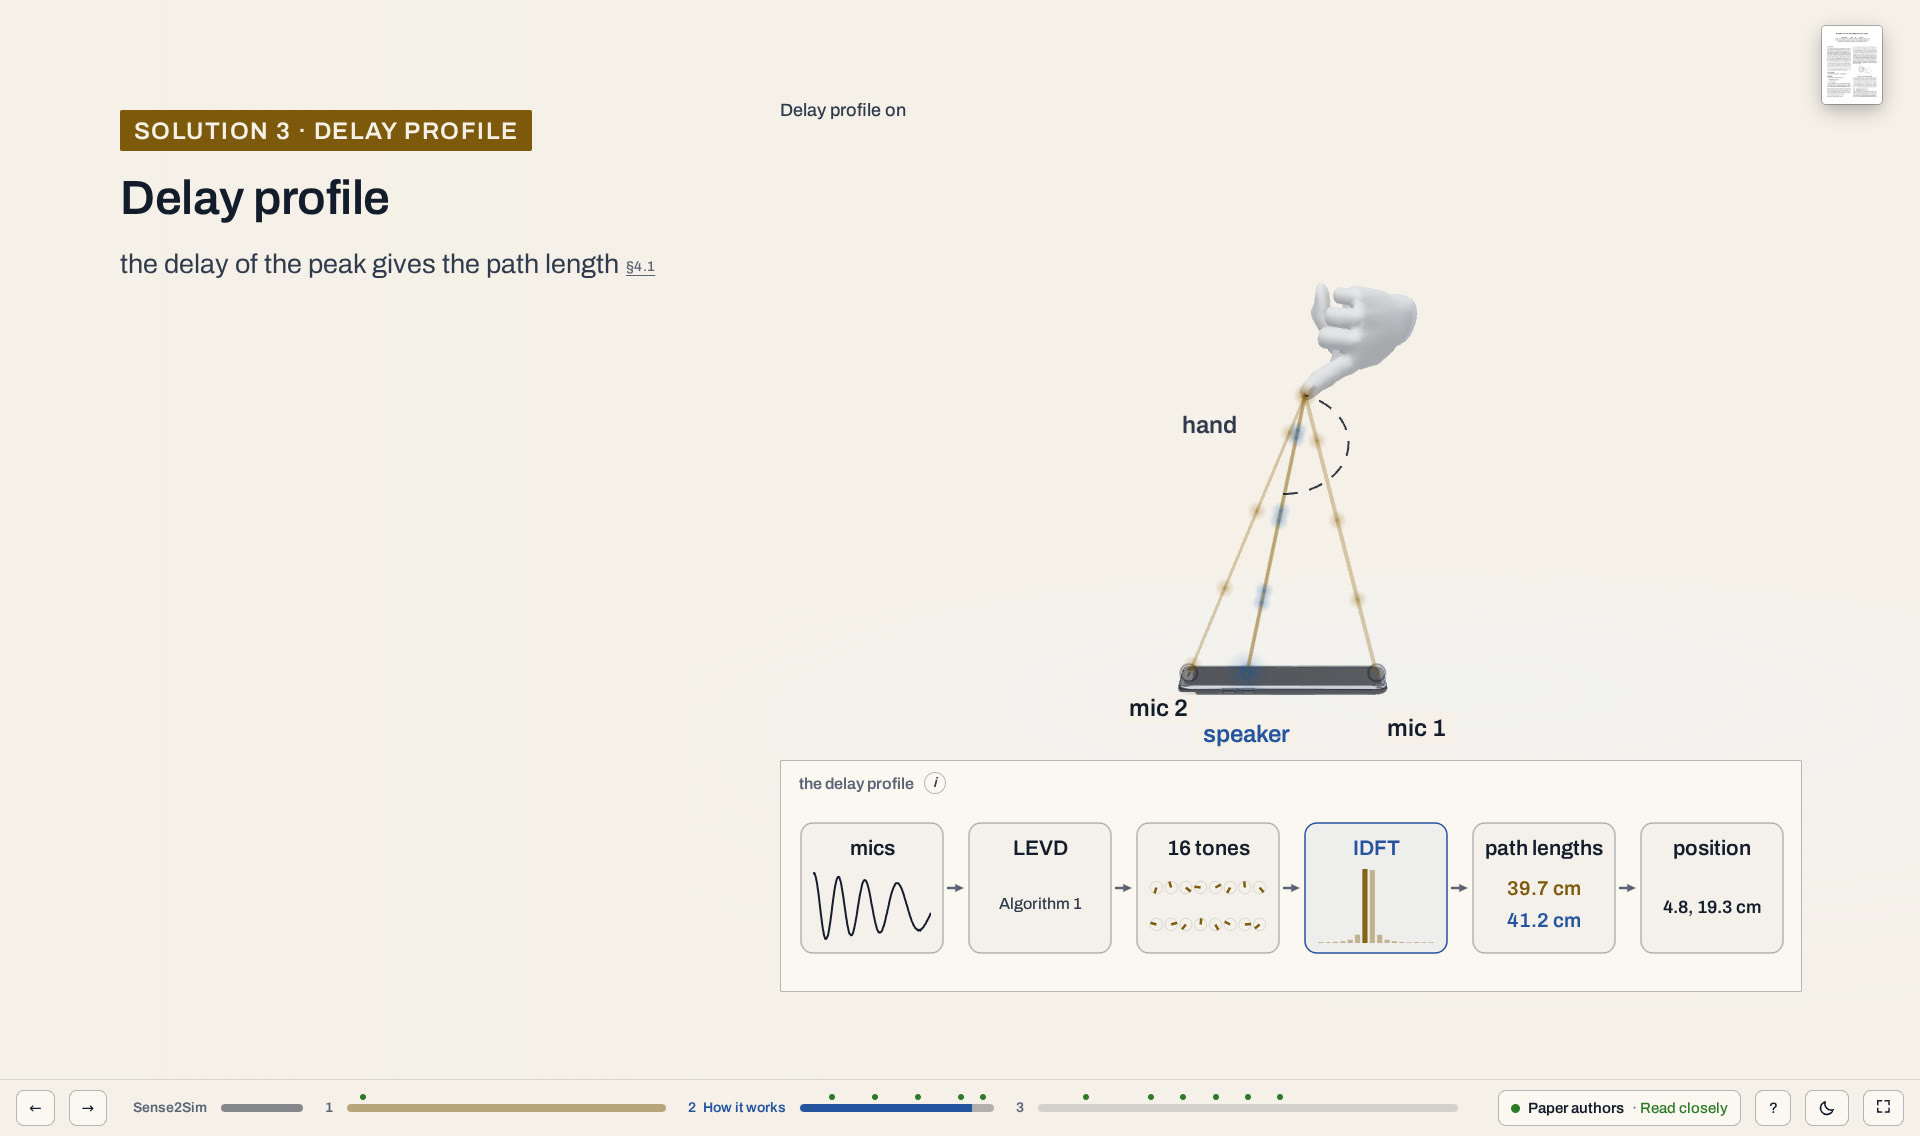 SOLUTION 3 · DELAY PROFILE
Delay profile
the delay of the peak gives the path length §4.1
Delay profile on
hand
mic 2
speaker
mic 1
the delay profile i
mics
LEVD
Algorithm 1
16 tones
IDFT
path lengths
39.7 cm
41.2 cm
position
4.8, 19.3 cm
← → Sense2Sim 1 2 How it works 3 Paper authors · Read closely ?